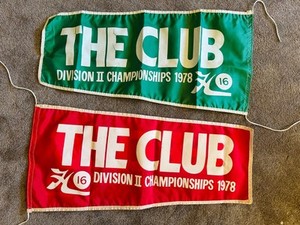 THE CLUB
DIVISION II CHAMPIONSHIPS 1978
16
THE CLUB
16 DIVISION II CHAMPIONSHIPS 1978